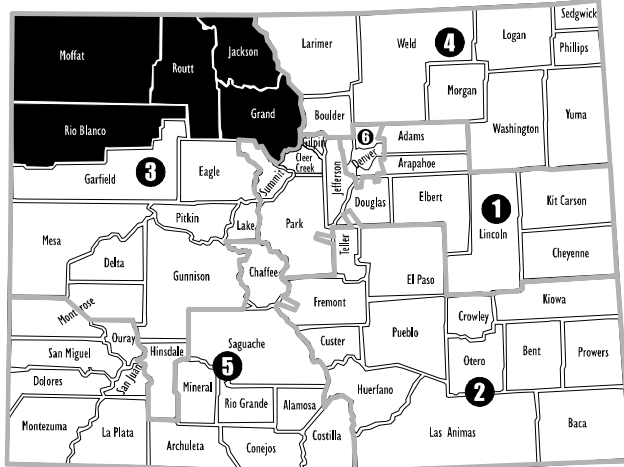 Sedgwick
Moffat
Routt
Jackson
Larimer
Weld
4
Logan
Phillips
Grand
Morgan
Rio Blanco
Boulder
Washington
Yuma
Gilpin
6
Adams
Denver
Cleer
Creek
Arapahoe
3
Garfield
Eagle
Summit
Jefferson
Douglas
Elbert
1
Lincoln
Kit Carson
Pitkin
Lake
Park
Mesa
Teller
Cheyenne
Delta
Gunnison
Chaffee
El Paso
Montrose
Fremont
Kiowa
Crowley
Ouray
Saguache
Custer
Pueblo
San Miguel
Hinsdale
Otero
Bent
Prowers
5
Dolores
San Juan
Mineral
Rio Grande
Alamosa
Huerfano
2
Montezuma
La Plata
Archuleta
Conejos
Costilla
Las Animas
Baca